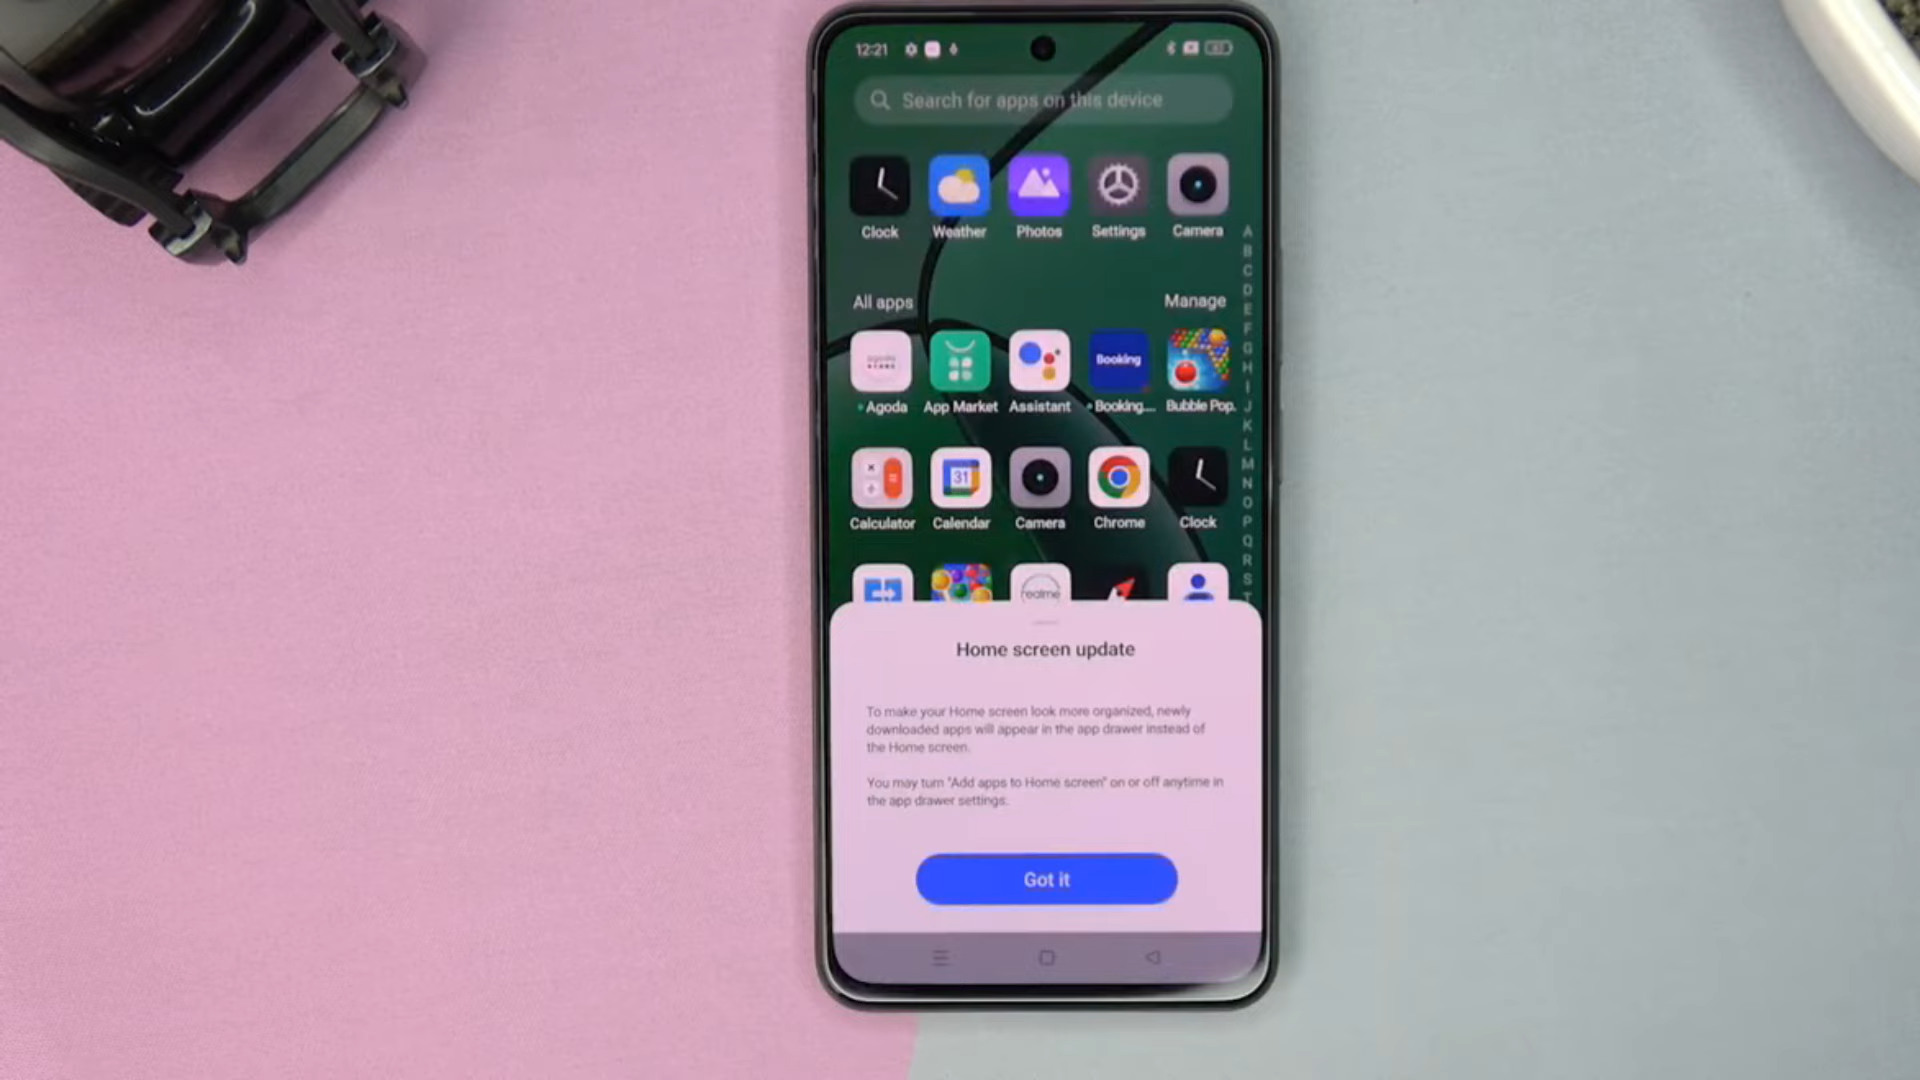 12:21
Search for apps on this device
Clock Weather Photos Settings Camera
All apps Manage
agoda
Booking
Agoda App Market Assistant Booking.... Bubble Pop.
31
Calculator Calendar Camera Chrome Clock
realme
A
B
C
D
E
F
G
H
I
J
K
L
M
N
O
P
Q
R
S
T
Home screen update
To make your Home screen look more organized, newly
downloaded apps will appear in the app drawer instead of
the Home screen.
You may turn "Add apps to Home screen" on or off anytime in
the app drawer settings.
Got it